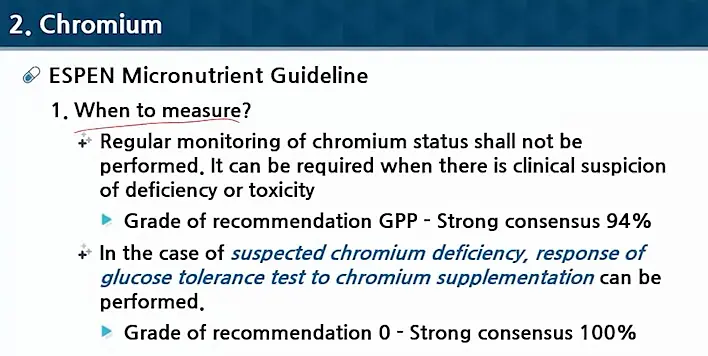 2. Chromium
ESPEN Micronutrient Guideline
1. When to measure?
Regular monitoring of chromium status shall not be
performed. It can be required when there is clinical suspicion
of deficiency or toxicity
Grade of recommendation GPP - Strong consensus 94%
In the case of suspected chromium deficiency, response of
glucose tolerance test to chromium supplementation can be
performed.
Grade of recommendation 0 - Strong consensus 100%